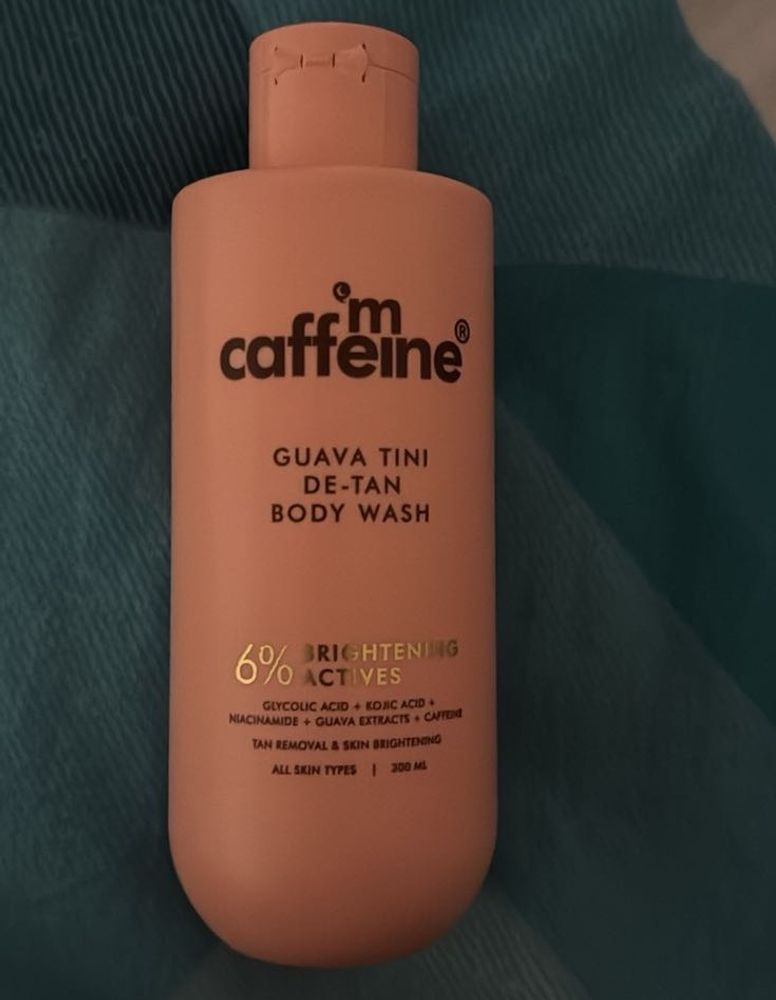 'm
caffeine®
GUAVA TINI
DE-TAN
BODY WASH
6% BRIGHTENING
ACTIVES
GLYCOLIC ACID + KOJIC ACID +
NIACINAMIDE + GUAVA EXTRACTS + CAFFEINE
TAN REMOVAL & SKIN BRIGHTENING
ALL SKIN TYPES | 300 ML